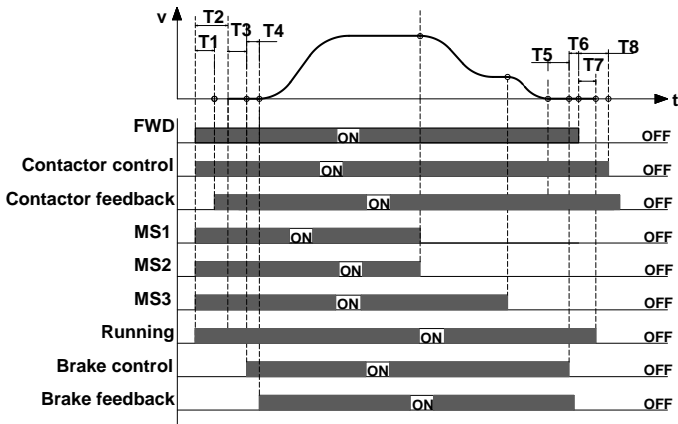 v
T2
T1
T3 T4
T5
T6
T7
T8
t
FWD ON OFF
Contactor control ON OFF
Contactor feedback ON OFF
MS1 ON OFF
MS2 ON OFF
MS3 ON OFF
Running ON OFF
Brake control ON OFF
Brake feedback ON OFF